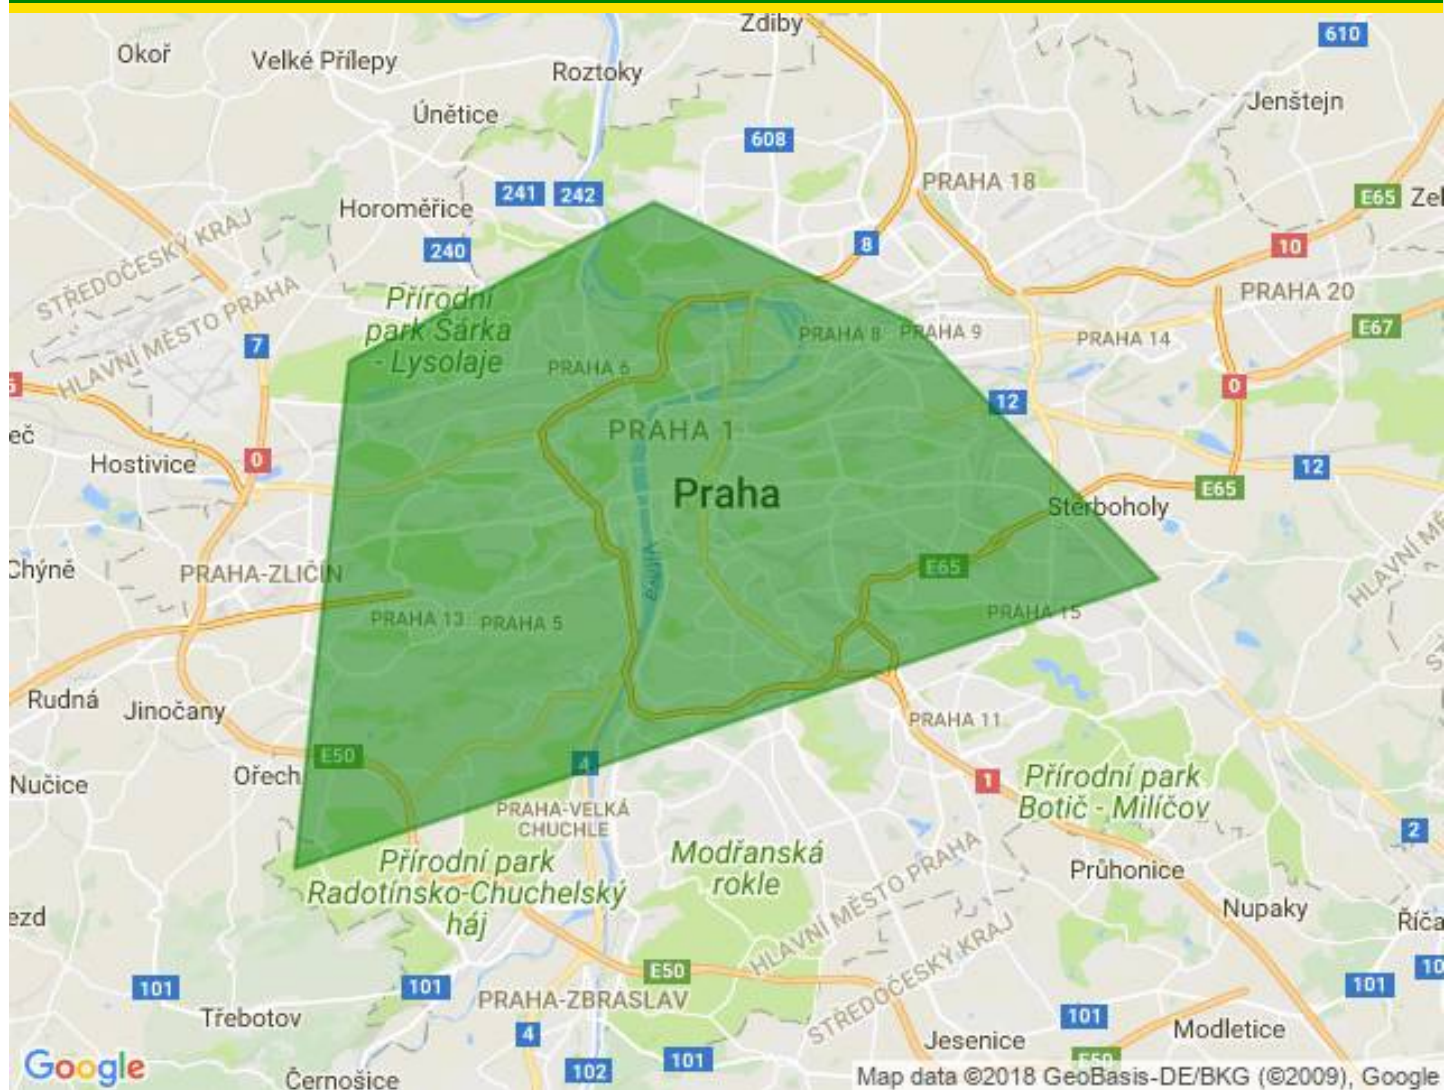 Zdiby
610
Okoř
Velké Přílepy
Roztoky
Jenštejn
Únětice
608
PRAHA 18
241
242
E65
Horoměřice
8
10
240
STŘEDOČESKÝ KRAJ
HLAVNÍ MĚSTO PRAHA
Přírodní
park Šárka
- Lysolaje
PRAHA 20
E67
7
PRAHA 8
PRAHA 9
PRAHA 14
PRAHA 6
0
12
PRAHA 1
Hostivice
0
12
E65
Praha
Štěrboholy
Vltava
Chýně
PRAHA-ZLIČÍN
E65
PRAHA 13
PRAHA 5
PRAHA 15
Rudná
Jinočany
PRAHA 11
E50
4
Ořech
Nučice
1
Přírodní park
Botič - Milíčov
PRAHA-VELKÁ
CHUCHLE
2
Přírodní park
Radotínsko-Chuchelský
háj
Modřanská
rokle
Průhonice
HLAVNÍ MĚSTO PRAHA
STŘEDOČESKÝ KRAJ
Nupaky
E50
101
101
101
PRAHA-ZBRASLAV
Třebotov
4
101
Modletice
Jesenice
101
E50
102
Google
Černošice
Map data ©2018 GeoBasis-DE/BKG (©2009), Google